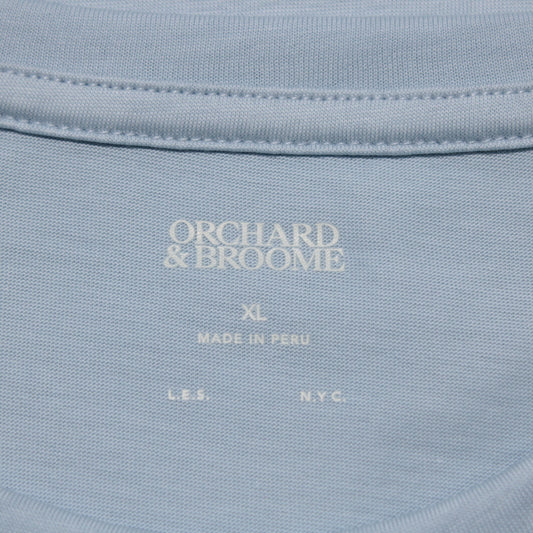 ORCHARD
& BROOME
XL
MADE IN PERU
L.E.S. N.Y.C.